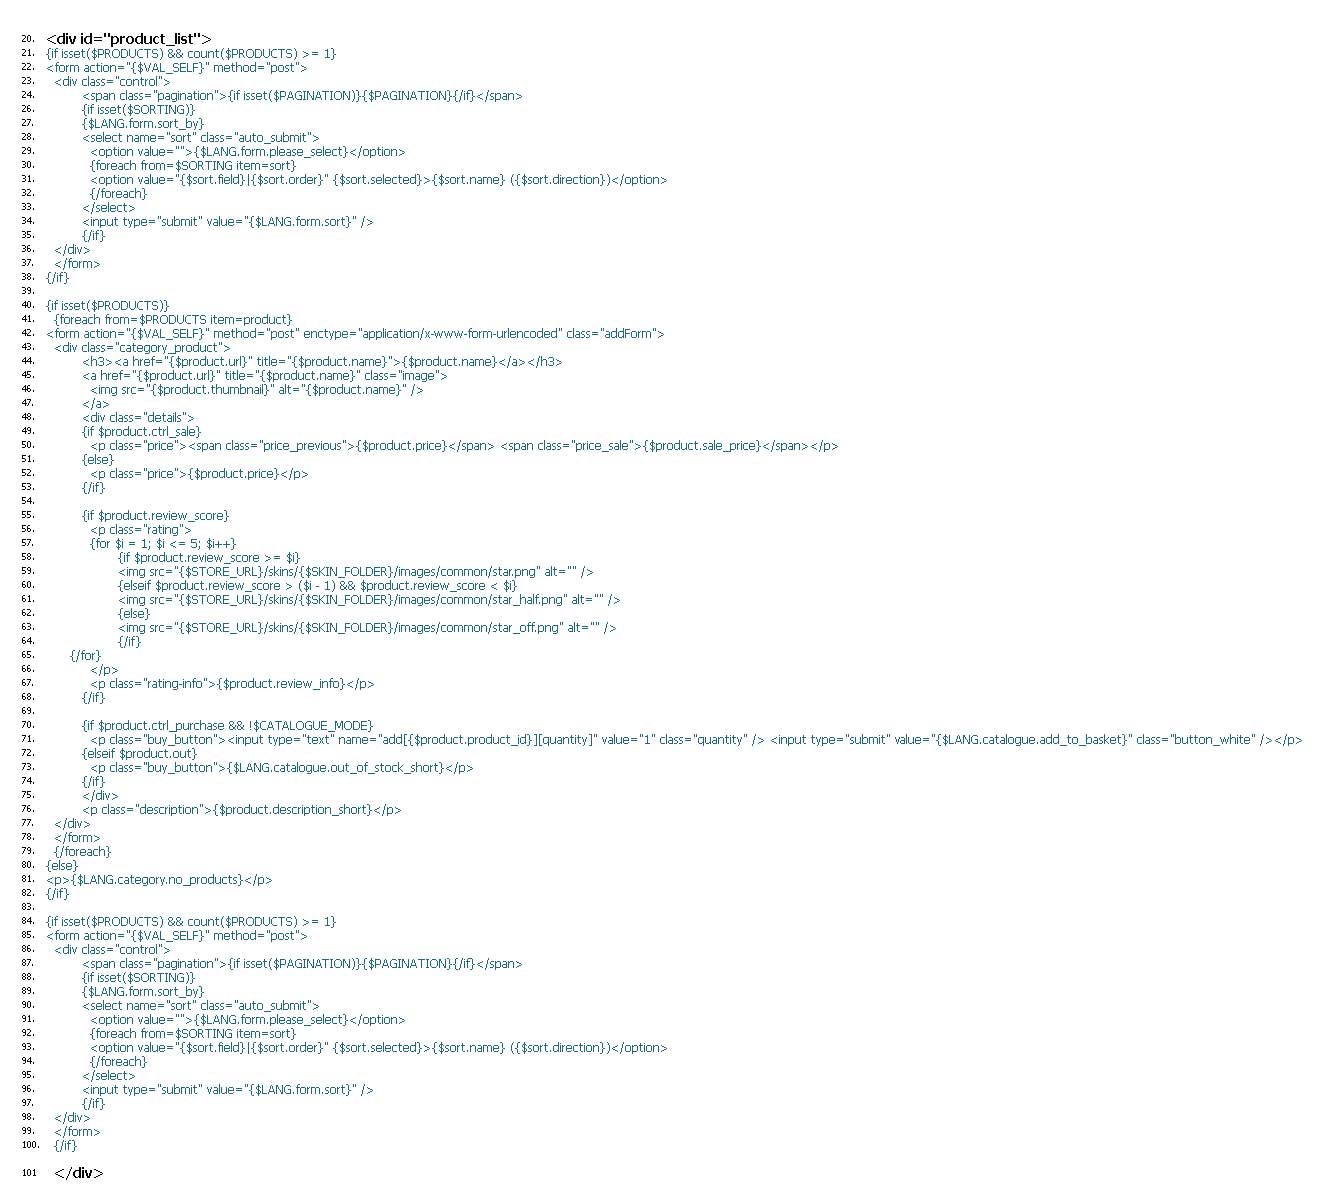 20. <div id="product_list">
21. {if isset($PRODUCTS) && count($PRODUCTS) >= 1}
22. <form action="{$VAL_SELF}" method="post">
23. <div class="control">
24. <span class="pagination">{if isset($PAGINATION)}{$PAGINATION}{/if}</span>
26. {if isset($SORTING)}
27. {$LANG.form.sort_by}
28. <select name="sort" class="auto_submit">
29. <option value="">{$LANG.form.please_select}</option>
30. {foreach from=$SORTING item=sort}
31. <option value="{$sort.field}|{$sort.order}" {$sort.selected}>{$sort.name} ({$sort.direction})</option>
32. {/foreach}
33. </select>
34. <input type="submit" value="{$LANG.form.sort}" />
35. {/if}
36. </div>
37. </form>
38. {/if}
39.
40. {if isset($PRODUCTS)}
41. {foreach from=$PRODUCTS item=product}
42. <form action="{$VAL_SELF}" method="post" enctype="application/x-www-form-urlencoded" class="addForm">
43. <div class="category_product">
44. <h3><a href="{$product.url}" title="{$product.name}">{$product.name}</a></h3>
45. <a href="{$product.url}" title="{$product.name}" class="image">
46. <img src="{$product.thumbnail}" alt="{$product.name}" />
47. </a>
48. <div class="details">
49. {if $product.ctrl_sale}
50. <p class="price"><span class="price_previous">{$product.price}</span> <span class="price_sale">{$product.sale_price}</span></p>
51. {else}
52. <p class="price">{$product.price}</p>
53. {/if}
54.
55. {if $product.review_score}
56. <p class="rating">
57. {for $i = 1; $i <= 5; $i++}
58. {if $product.review_score >= $i}
59. <img src="{$STORE_URL}/skins/{$SKIN_FOLDER}/images/common/star.png" alt="" />
60. {elseif $product.review_score > ($i - 1) && $product.review_score < $i}
61. <img src="{$STORE_URL}/skins/{$SKIN_FOLDER}/images/common/star_half.png" alt="" />
62. {else}
63. <img src="{$STORE_URL}/skins/{$SKIN_FOLDER}/images/common/star_off.png" alt="" />
64. {/if}
65. {/for}
66. </p>
67. <p class="rating-info">{$product.review_info}</p>
68. {/if}
69.
70. {if $product.ctrl_purchase && !$CATALOGUE_MODE}
71. <p class="buy_button"><input type="text" name="add[{$product.product_id}][quantity]" value="1" class="quantity" /> <input type="submit" value="{$LANG.catalogue.add_to_basket}" class="button_white" /></p>
72. {elseif $product.out}
73. <p class="buy_button">{$LANG.catalogue.out_of_stock_short}</p>
74. {/if}
75. </div>
76. <p class="description">{$product.description_short}</p>
77. </div>
78. </form>
79. {/foreach}
80. {else}
81. <p>{$LANG.category.no_products}</p>
82. {/if}
83.
84. {if isset($PRODUCTS) && count($PRODUCTS) >= 1}
85. <form action="{$VAL_SELF}" method="post">
86. <div class="control">
87. <span class="pagination">{if isset($PAGINATION)}{$PAGINATION}{/if}</span>
88. {if isset($SORTING)}
89. {$LANG.form.sort_by}
90. <select name="sort" class="auto_submit">
91. <option value="">{$LANG.form.please_select}</option>
92. {foreach from=$SORTING item=sort}
93. <option value="{$sort.field}|{$sort.order}" {$sort.selected}>{$sort.name} ({$sort.direction})</option>
94. {/foreach}
95. </select>
96. <input type="submit" value="{$LANG.form.sort}" />
97. {/if}
98. </div>
99. </form>
100. {/if}
101 </div>